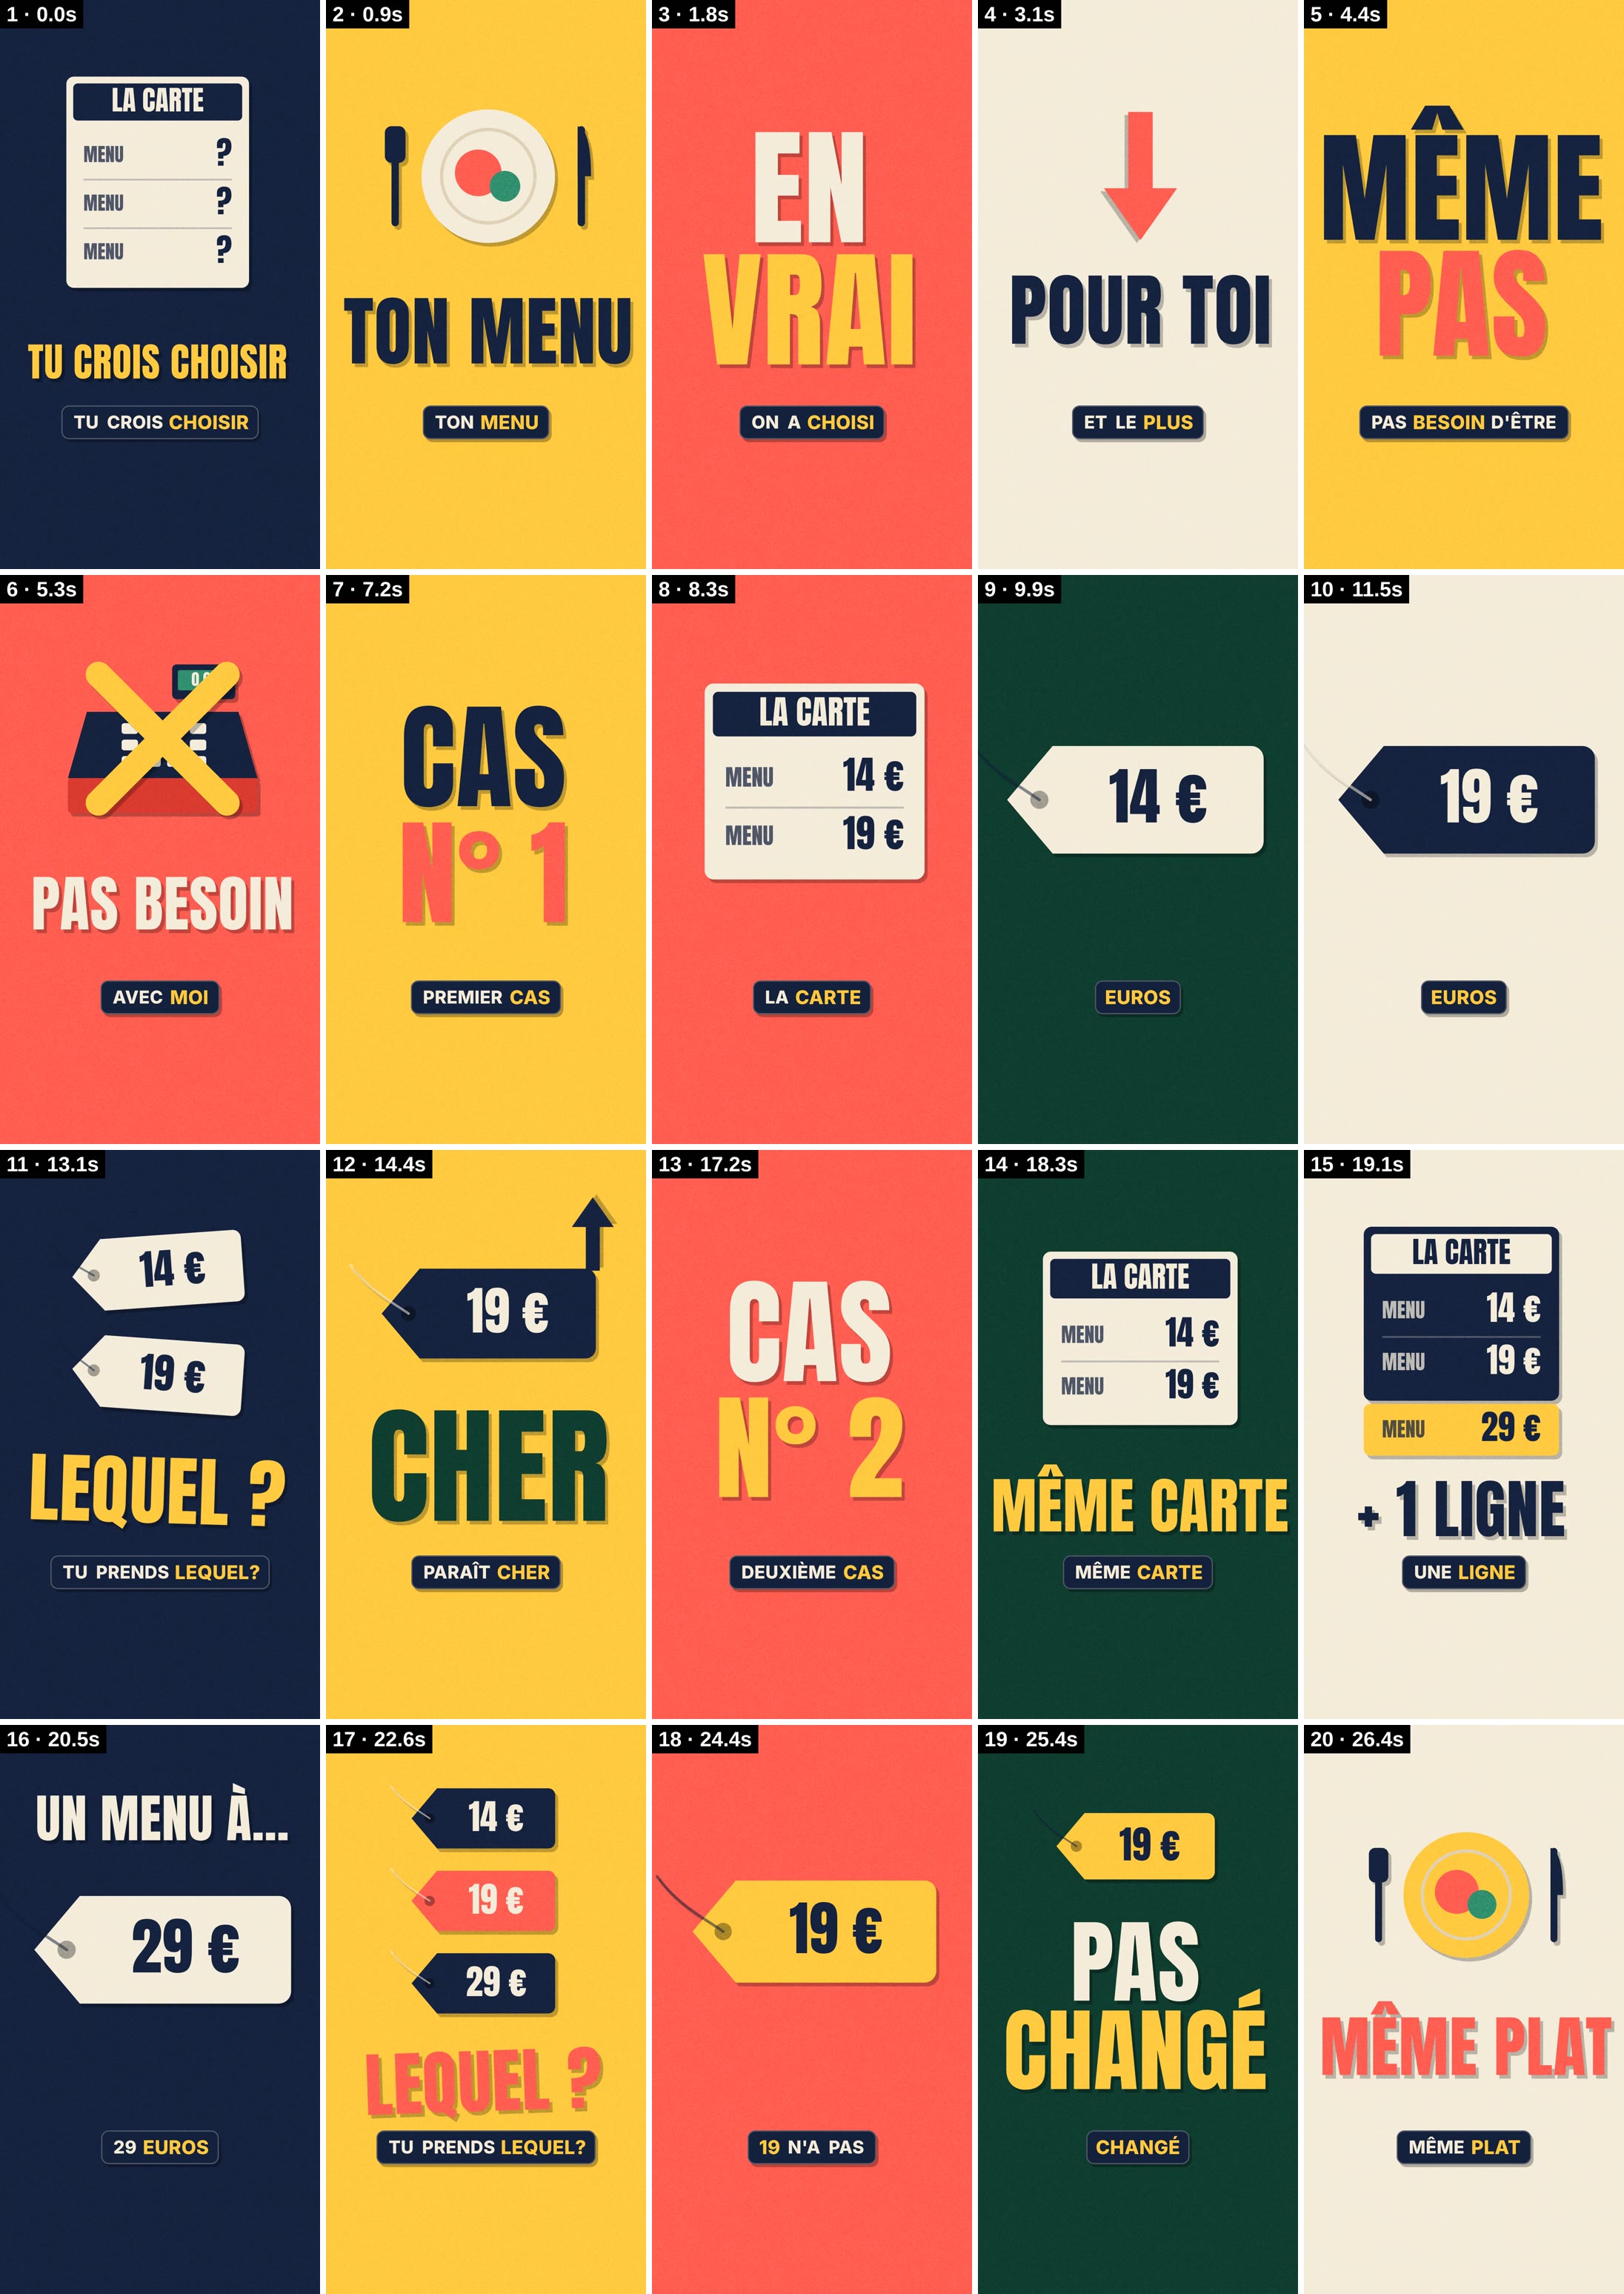 1 · 0.0s
LA CARTE
MENU ?
MENU ?
MENU ?
TU CROIS CHOISIR
TU CROIS CHOISIR
2 · 0.9s
TON MENU
TON MENU
3 · 1.8s
EN
VRAI
ON A CHOISI
4 · 3.1s
POUR TOI
ET LE PLUS
5 · 4.4s
MÊME
PAS
PAS BESOIN D'ÊTRE
6 · 5.3s
PAS BESOIN
AVEC MOI
7 · 7.2s
CAS
Nº 1
PREMIER CAS
8 · 8.3s
LA CARTE
MENU 14 €
MENU 19 €
LA CARTE
9 · 9.9s
14 €
EUROS
10 · 11.5s
19 €
EUROS
11 · 13.1s
14 €
19 €
LEQUEL ?
TU PRENDS LEQUEL?
12 · 14.4s
19 €
CHER
PARAÎT CHER
13 · 17.2s
CAS
Nº 2
DEUXIÈME CAS
14 · 18.3s
LA CARTE
MENU 14 €
MENU 19 €
MÊME CARTE
MÊME CARTE
15 · 19.1s
LA CARTE
MENU 14 €
MENU 19 €
MENU 29 €
+ 1 LIGNE
UNE LIGNE
16 · 20.5s
UN MENU À...
29 €
29 EUROS
17 · 22.6s
14 €
19 €
29 €
LEQUEL ?
TU PRENDS LEQUEL?
18 · 24.4s
19 €
19 N'A PAS
19 · 25.4s
19 €
PAS
CHANGÉ
CHANGÉ
20 · 26.4s
MÊME PLAT
MÊME PLAT